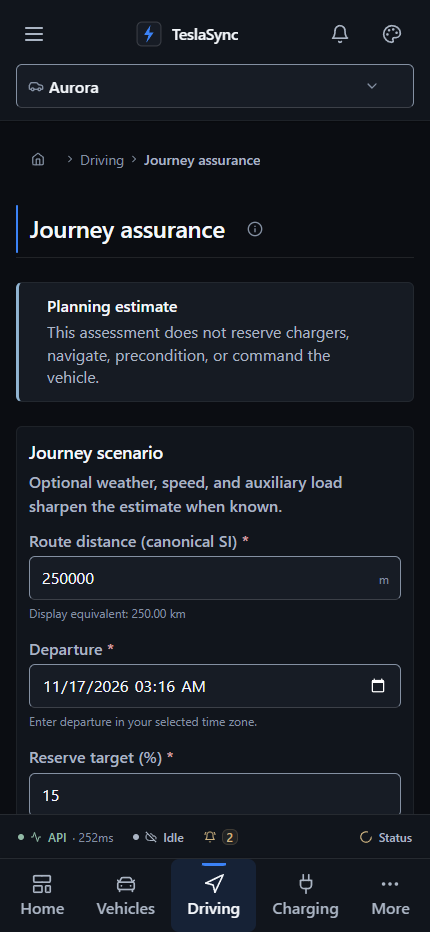 TeslaSync
Aurora
Driving
Journey assurance
Journey assurance
Planning estimate
This assessment does not reserve chargers,
navigate, precondition, or command the
vehicle.
Journey scenario
Optional weather, speed, and auxiliary load
sharpen the estimate when known.
Route distance (canonical SI) *
250000 m
Display equivalent: 250.00 km
Departure *
11/17/2026 03:16 AM
Enter departure in your selected time zone.
Reserve target (%) *
15
API · 252ms Idle 2 Status
Home Vehicles Driving Charging More